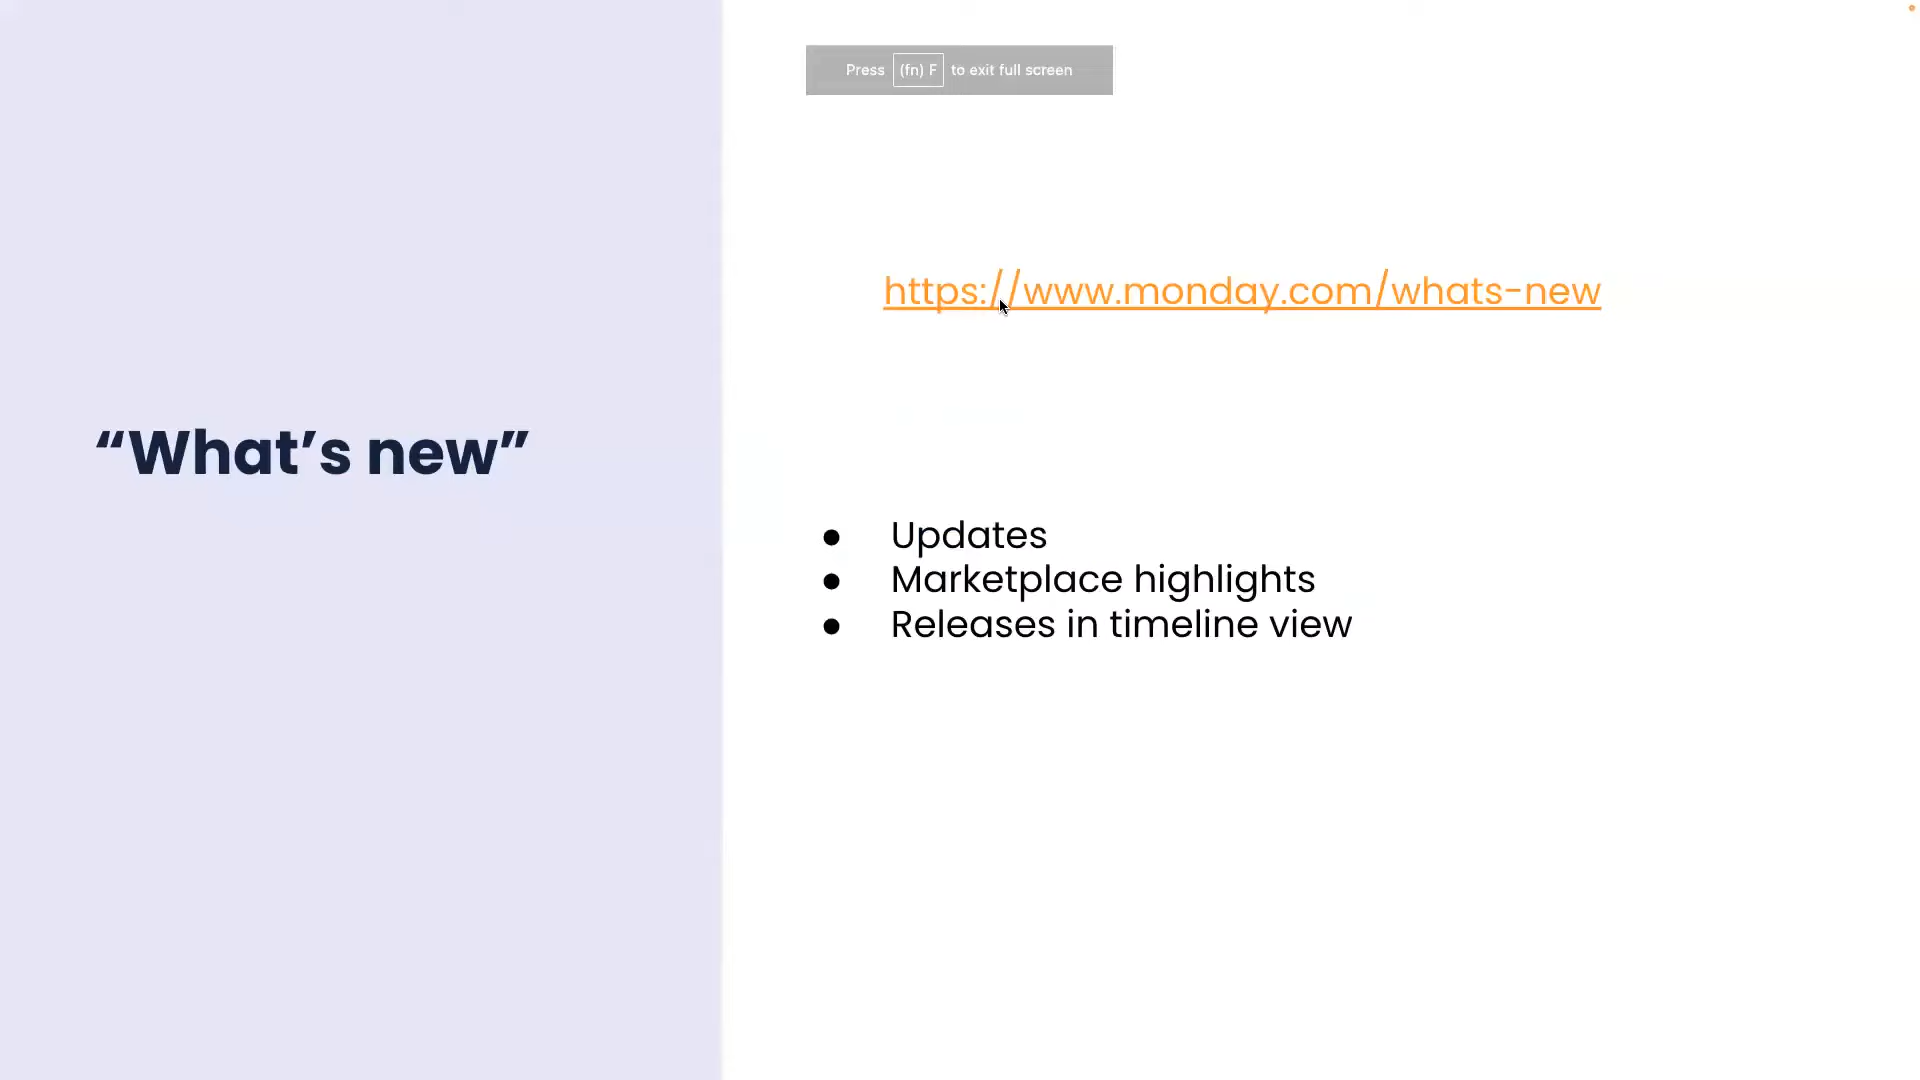 Press (fn) F to exit full screen
https://www.monday.com/whats-new
“What’s new”
● Updates
● Marketplace highlights
● Releases in timeline view